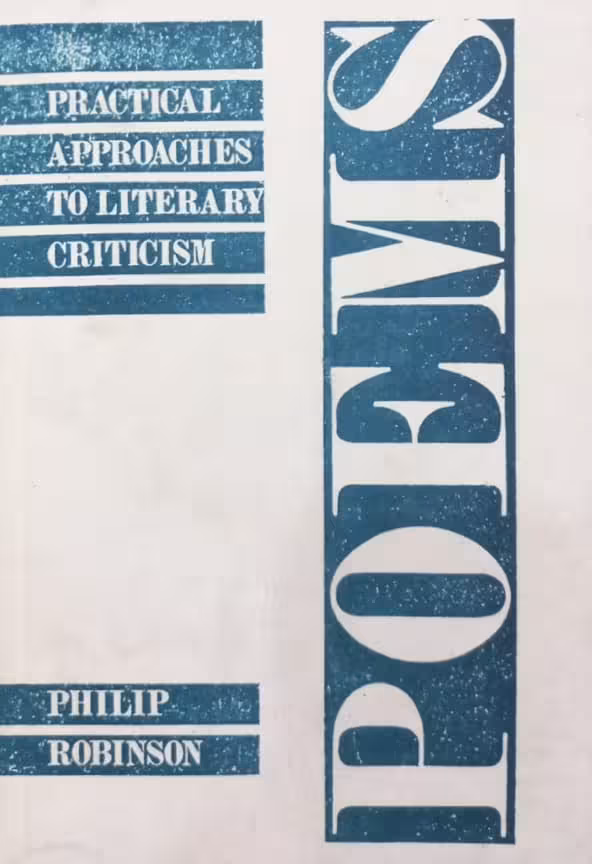 PRACTICAL
APPROACHES
TO LITERARY
CRITICISM
POEMS
PHILIP
ROBINSON